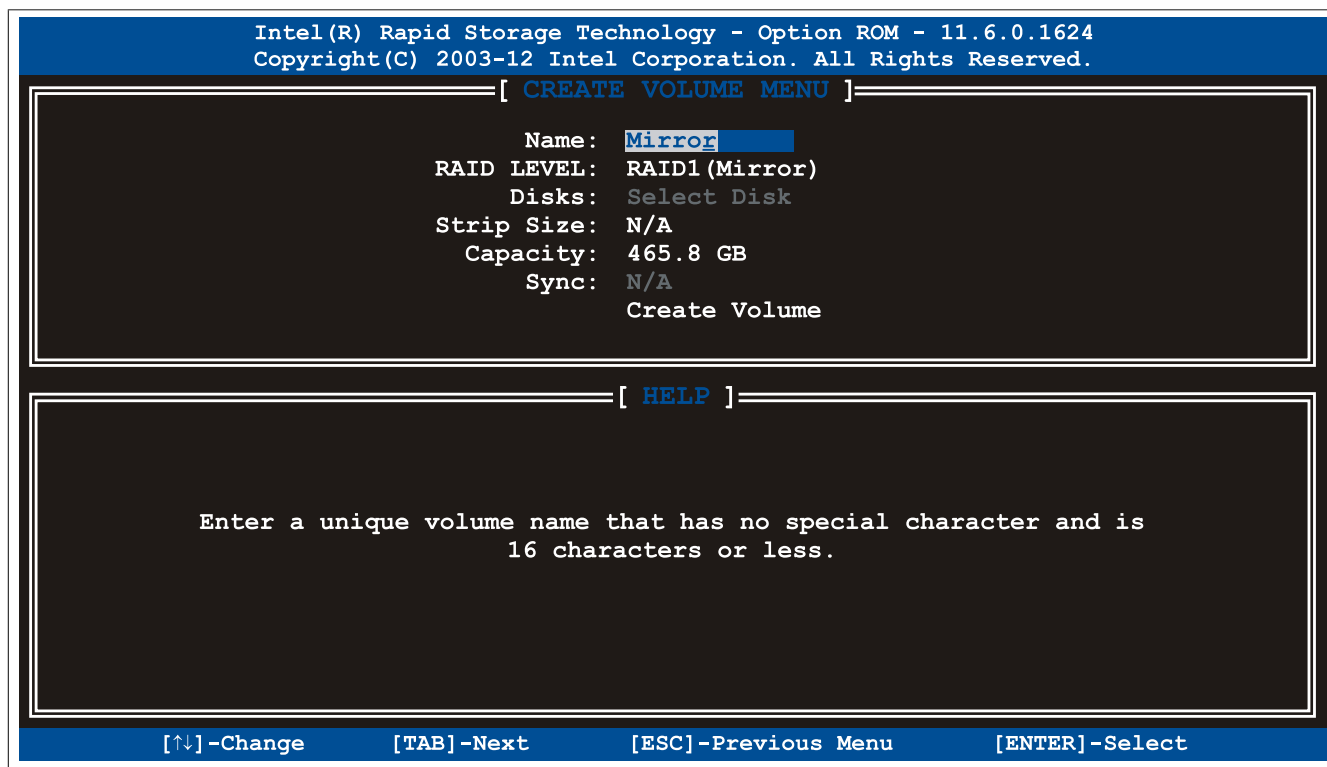 Intel(R) Rapid Storage Technology - Option ROM - 11.6.0.1624
Copyright(C) 2003-12 Intel Corporation. All Rights Reserved.
[ CREATE VOLUME MENU ]
Name: Mirror
RAID LEVEL: RAID1(Mirror)
Disks: Select Disk
Strip Size: N/A
Capacity: 465.8 GB
Sync: N/A
Create Volume
[ HELP ]
Enter a unique volume name that has no special character and is
16 characters or less.
[↑↓]-Change [TAB]-Next [ESC]-Previous Menu [ENTER]-Select